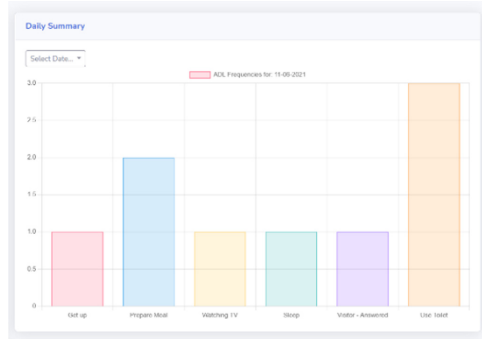 Daily Summary
Select Date...
ADL Frequencies for: 11-06-2021
3.0
2.5
2.0
1.5
1.0
0.5
0
Get up Prepare Meal Watching TV Sleep Visitor - Answered Use Toilet